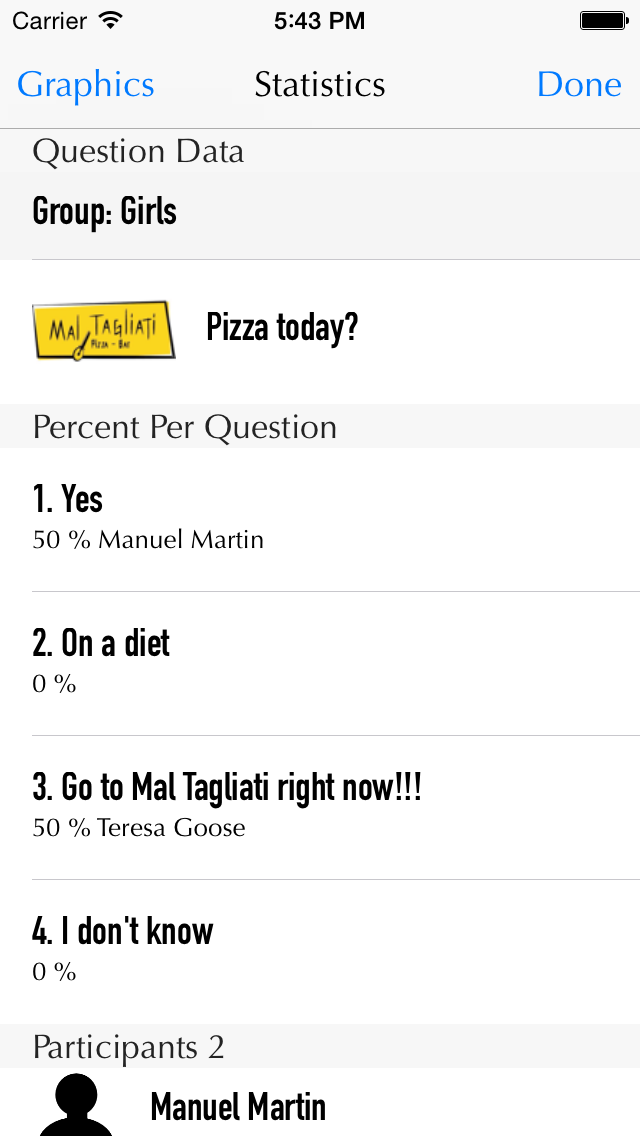 Carrier 5:43 PM
Graphics Statistics Done
Question Data
Group: Girls
Mal Tagliati
Pizza - Bar
Pizza today?
Percent Per Question
1. Yes
50 % Manuel Martin
2. On a diet
0 %
3. Go to Mal Tagliati right now!!!
50 % Teresa Goose
4. I don't know
0 %
Participants 2
Manuel Martin